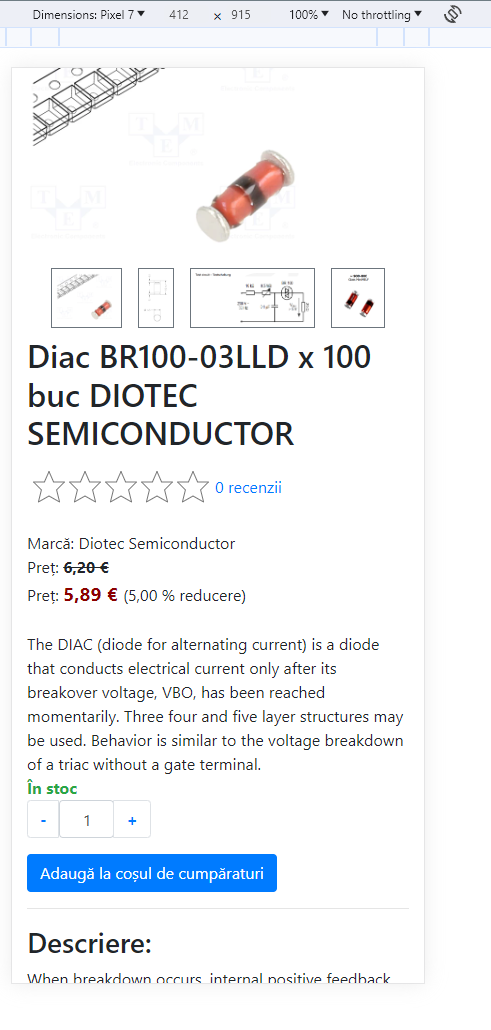 Dimensions: Pixel 7 ▼ 412 x 915 100% ▼ No throttling ▼
T M
E
T M
E
Diac BR100-03LLD x 100
buc DIOTEC
SEMICONDUCTOR
0 recenzii
Marcă: Diotec Semiconductor
Preț: 6,20 €
Preț: 5,89 € (5,00 % reducere)
The DIAC (diode for alternating current) is a diode
that conducts electrical current only after its
breakover voltage, VBO, has been reached
momentarily. Three four and five layer structures may
be used. Behavior is similar to the voltage breakdown
of a triac without a gate terminal.
În stoc
- 1 +
Adaugă la coșul de cumpăraturi
Descriere:
When breakdown occurs, internal positive feedback